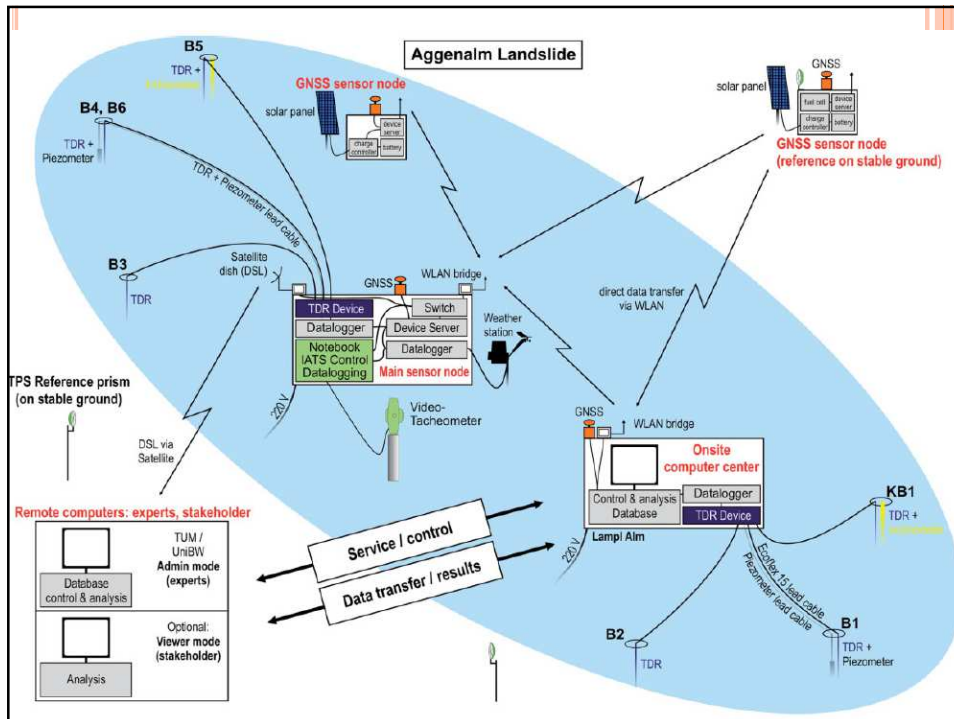 Aggenalm Landslide
B5
TDR +
GNSS sensor node
solar panel
device
server
charge
controller
battery
GNSS
solar panel
fuel cell
device
server
charge
controller
battery
GNSS sensor node
(reference on stable ground)
B4, B6
TDR +
Piezometer
TDR + Piezometer lead cable
B3
TDR
Satellite
dish (DSL)
GNSS
WLAN bridge
TDR Device
Switch
Datalogger
Device Server
Notebook
IATS Control
Datalogging
Datalogger
Main sensor node
Weather
station
direct data transfer
via WLAN
220 V
Video-
Tacheometer
TPS Reference prism
(on stable ground)
DSL via
Satellite
GNSS
WLAN bridge
Onsite
computer center
Control & analysis
Database
Datalogger
TDR Device
Lampl Alm
220 V
KB1
TDR +
Ecoflex 15 lead cable
Piezometer lead cable
B2
TDR
B1
TDR +
Piezometer
Remote computers: experts, stakeholder
TUM /
UniBW
Admin mode
(experts)
Database
control & analysis
Optional:
Viewer mode
(stakeholder)
Analysis
Service / control
Data transfer / results